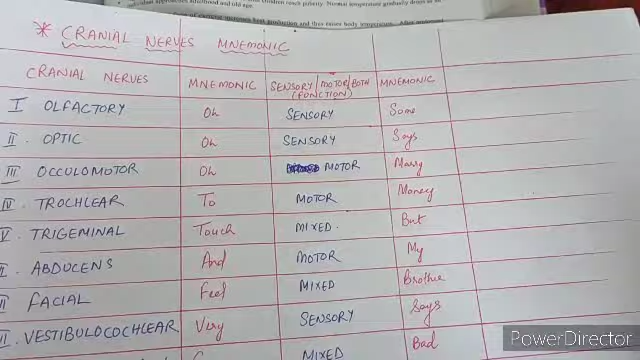 * CRANIAL NERVES MNEMONIC
CRANIAL NERVES MNEMONIC SENSORY/MOTOR/BOTH (FUNCTION) MNEMONIC
I OLFACTORY Oh SENSORY Some
II . OPTIC Oh SENSORY Says
III OCCULOMOTOR Oh MOTOR Marry
IV . TROCHLEAR To MOTOR Money
V . TRIGEMINAL Touch MIXED . But
I . ABDUCENS And MOTOR My
II FACIAL Feel MIXED Brother
II . VESTIBULOCOCHLEAR Very SENSORY Says
MIXED Bad
PowerDirector